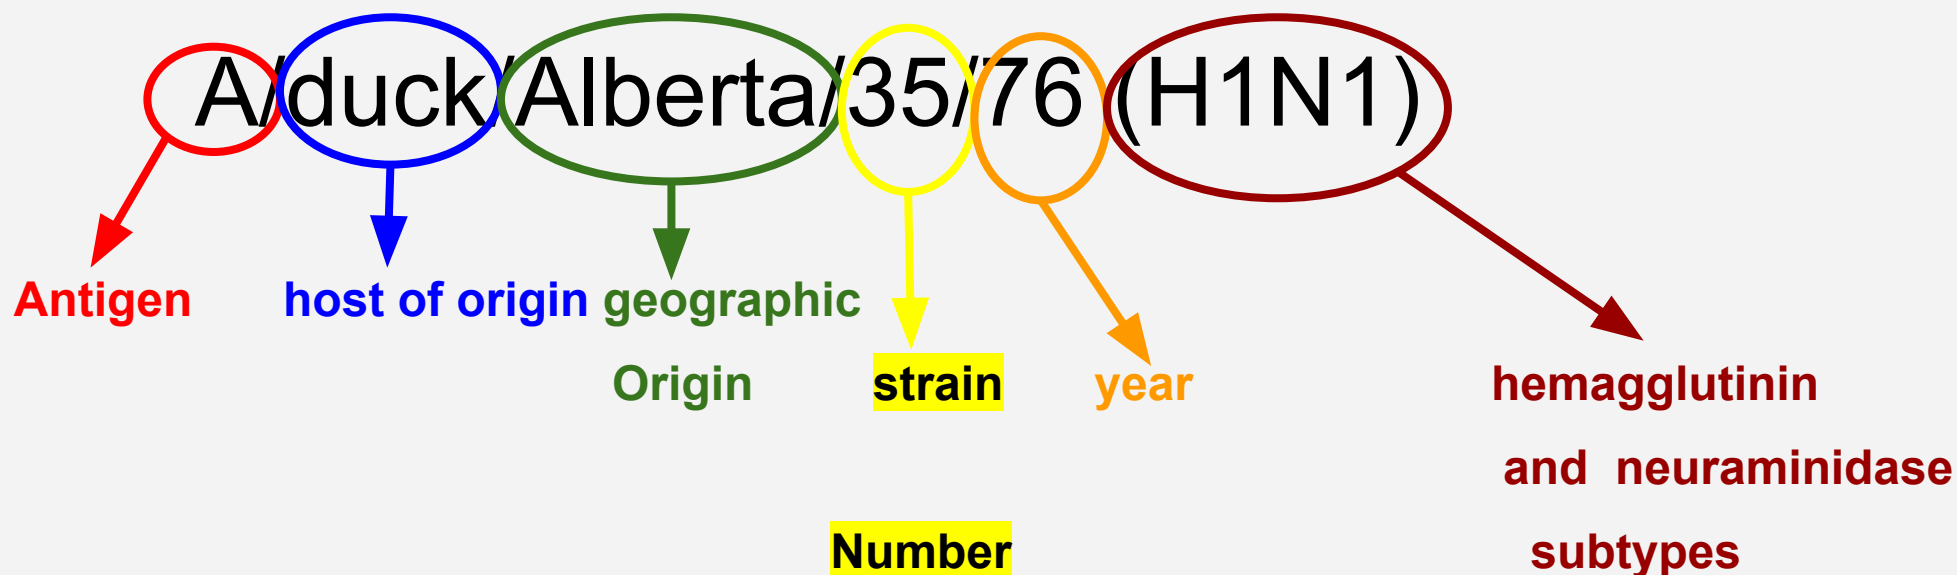 A/duck/Alberta/35/76 (H1N1)
Antigen
host of origin
geographic
Origin
strain
Number
year
hemagglutinin
and neuraminidase
subtypes